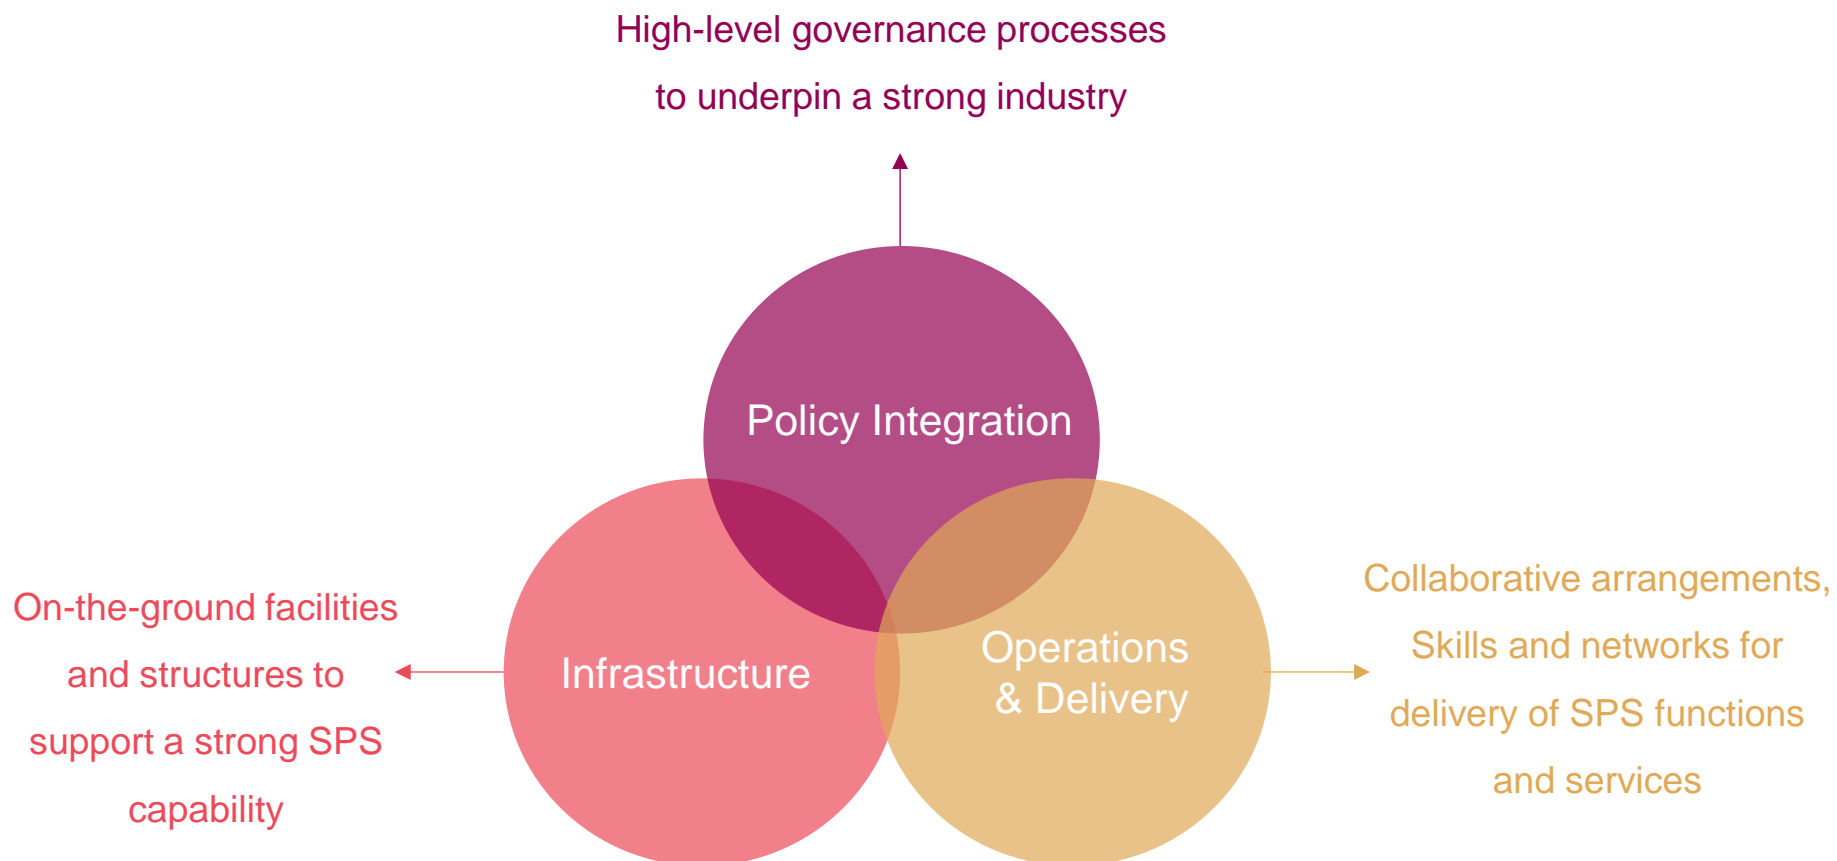 High-level governance processes
to underpin a strong industry
Policy Integration
On-the-ground facilities
and structures to
support a strong SPS
capability
Infrastructure
Operations
& Delivery
Collaborative arrangements,
Skills and networks for
delivery of SPS functions
and services